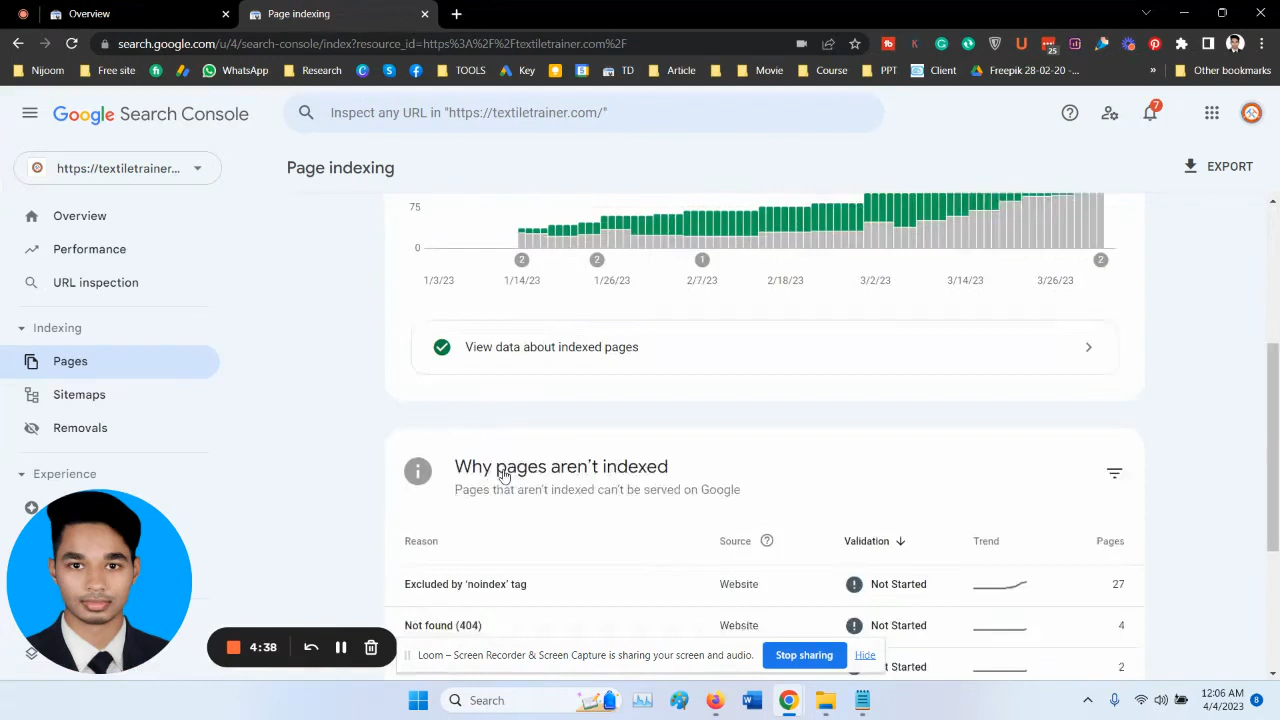 Overview
Page indexing
search.google.com/u/4/search-console/index?resource_id=https%3A%2F%2Ftextiletrainer.com%2F
25
Nijoom
Free site
WhatsApp
Research
TOOLS
Key
TD
Article
Movie
Course
PPT
Client
Freepik 28-02-20 -...
»
Other bookmarks
Google Search Console
Inspect any URL in "https://textiletrainer.com/"
7
https://textiletrainer...
Page indexing
EXPORT
Overview
Performance
URL inspection
Indexing
Pages
Sitemaps
Removals
Experience
75
0
2
2
1
2
1/3/23
1/14/23
1/26/23
2/7/23
2/18/23
3/2/23
3/14/23
3/26/23
View data about indexed pages
Why pages aren't indexed
Pages that aren't indexed can't be served on Google
Reason
Source
Validation
Trend
Pages
Excluded by 'noindex' tag
Website
Not Started
27
Not found (404)
Website
Not Started
4
2
4:38
Loom – Screen Recorder & Screen Capture is sharing your screen and audio.
Stop sharing
Hide
Search
12:06 AM
4/4/2023
8